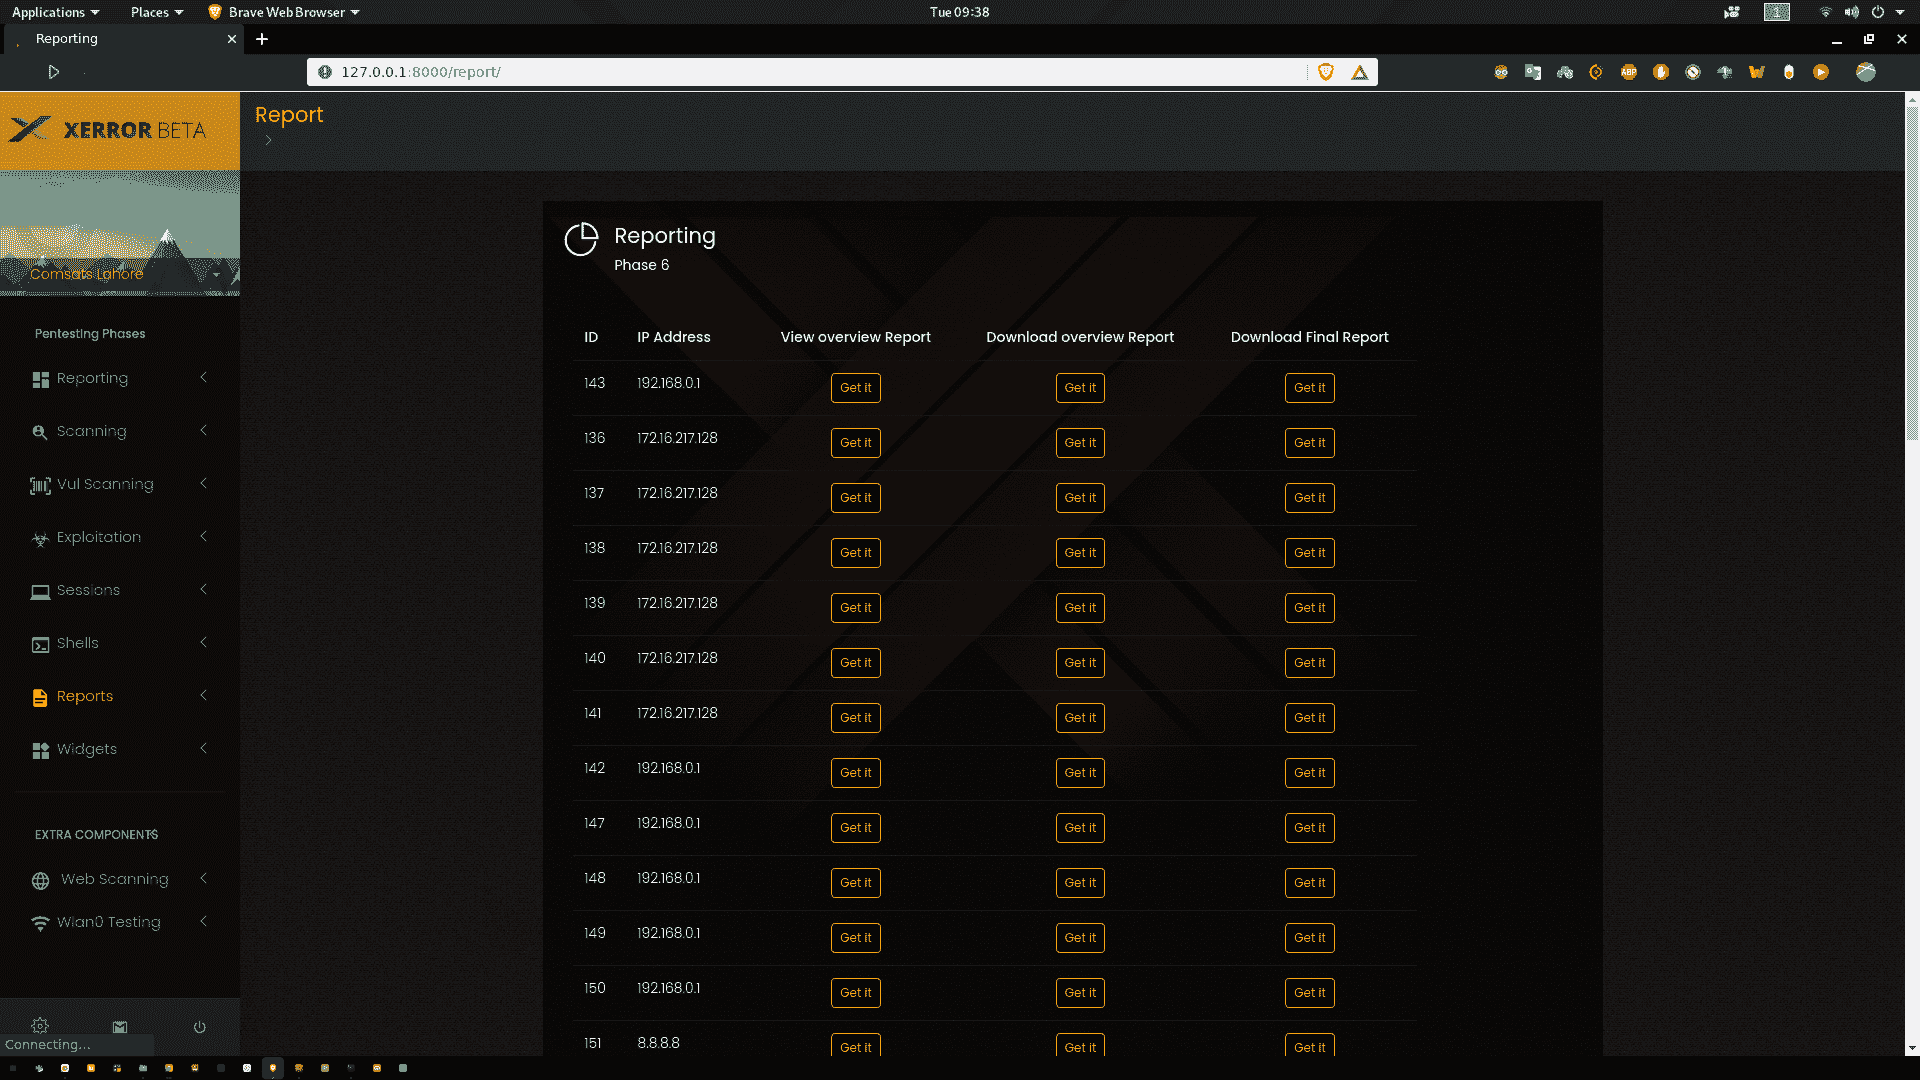 Applications Places Brave Web Browser Tue 09:38 1
Reporting
127.0.0.1:8000/report/
ABP
XERROR BETA
Report
Comsats Lahore
Reporting
Phase 6
Pentesting Phases
Reporting
Scanning
Vul Scanning
Exploitation
Sessions
Shells
Reports
Widgets
EXTRA COMPONENTS
Web Scanning
Wlan0 Testing
Connecting...
ID IP Address View overview Report Download overview Report Download Final Report
143 192.168.0.1 Get it Get it Get it
136 172.16.217.128 Get it Get it Get it
137 172.16.217.128 Get it Get it Get it
138 172.16.217.128 Get it Get it Get it
139 172.16.217.128 Get it Get it Get it
140 172.16.217.128 Get it Get it Get it
141 172.16.217.128 Get it Get it Get it
142 192.168.0.1 Get it Get it Get it
147 192.168.0.1 Get it Get it Get it
148 192.168.0.1 Get it Get it Get it
149 192.168.0.1 Get it Get it Get it
150 192.168.0.1 Get it Get it Get it
151 8.8.8.8 Get it Get it Get it